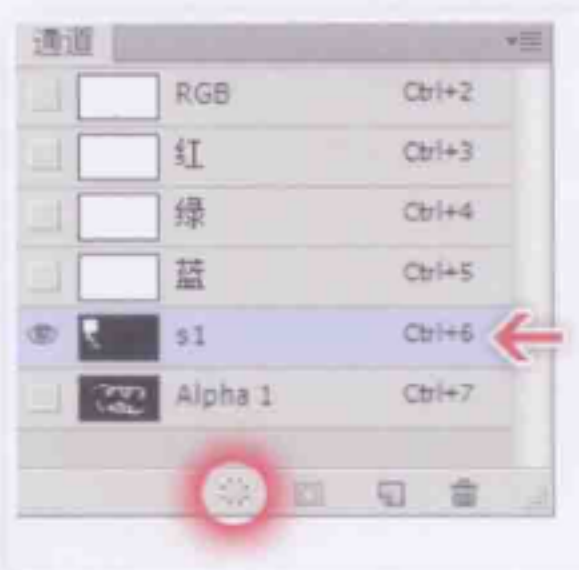 通道
RGB Ctrl+2
红 Ctrl+3
绿 Ctrl+4
蓝 Ctrl+5
s1 Ctrl+6
Alpha 1 Ctrl+7